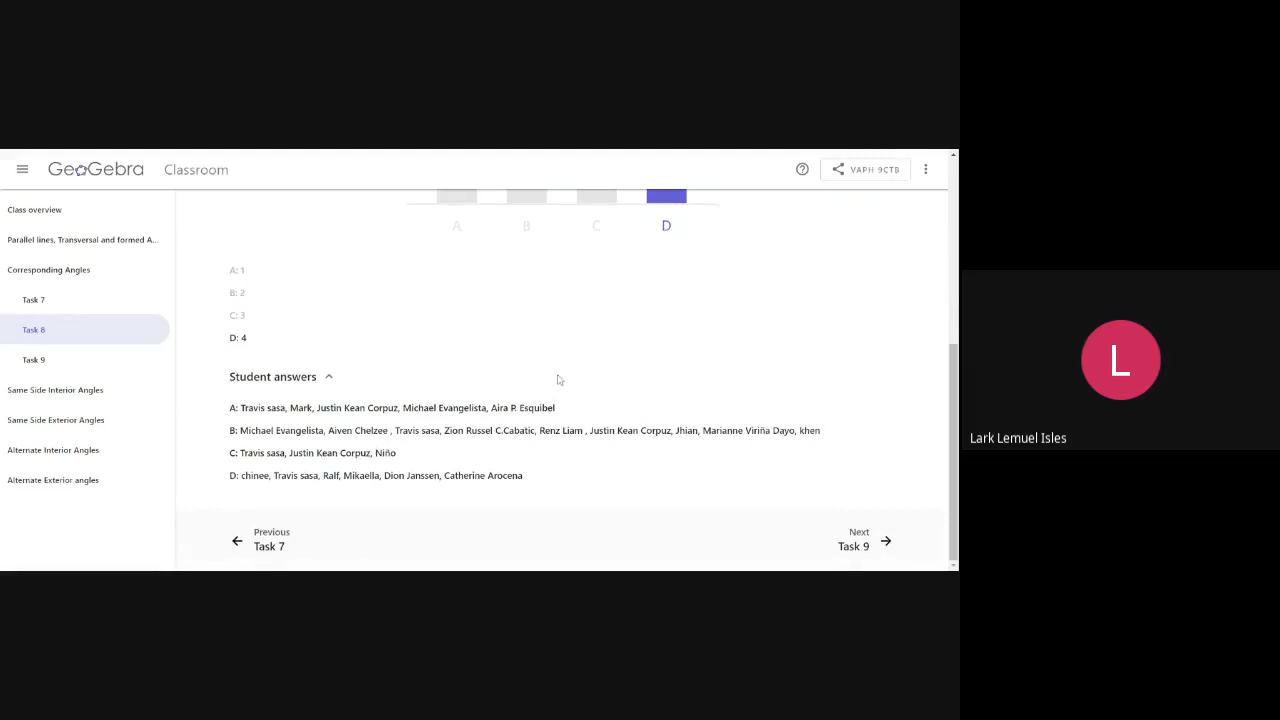 GeoGebra Classroom VAPH 9CTB
Class overview
Parallel lines, Transversal and formed A...
Corresponding Angles
Task 7
Task 8
Task 9
Same Side Interior Angles
Same Side Exterior Angles
Alternate Interior Angles
Alternate Exterior angles
A B C D
A: 1
B: 2
C: 3
D: 4
Student answers
A: Travis sasa, Mark, Justin Kean Corpuz, Michael Evangelista, Aira P. Esquibel
B: Michael Evangelista, Aiven Chelzee , Travis sasa, Zion Russel C.Cabatic, Renz Liam , Justin Kean Corpuz, Jhian, Marianne Viriña Dayo, khen
C: Travis sasa, Justin Kean Corpuz, Niño
D: chinee, Travis sasa, Ralf, Mikaella, Dion Janssen, Catherine Arocena
Previous
Task 7
Next
Task 9
L
Lark Lemuel Isles